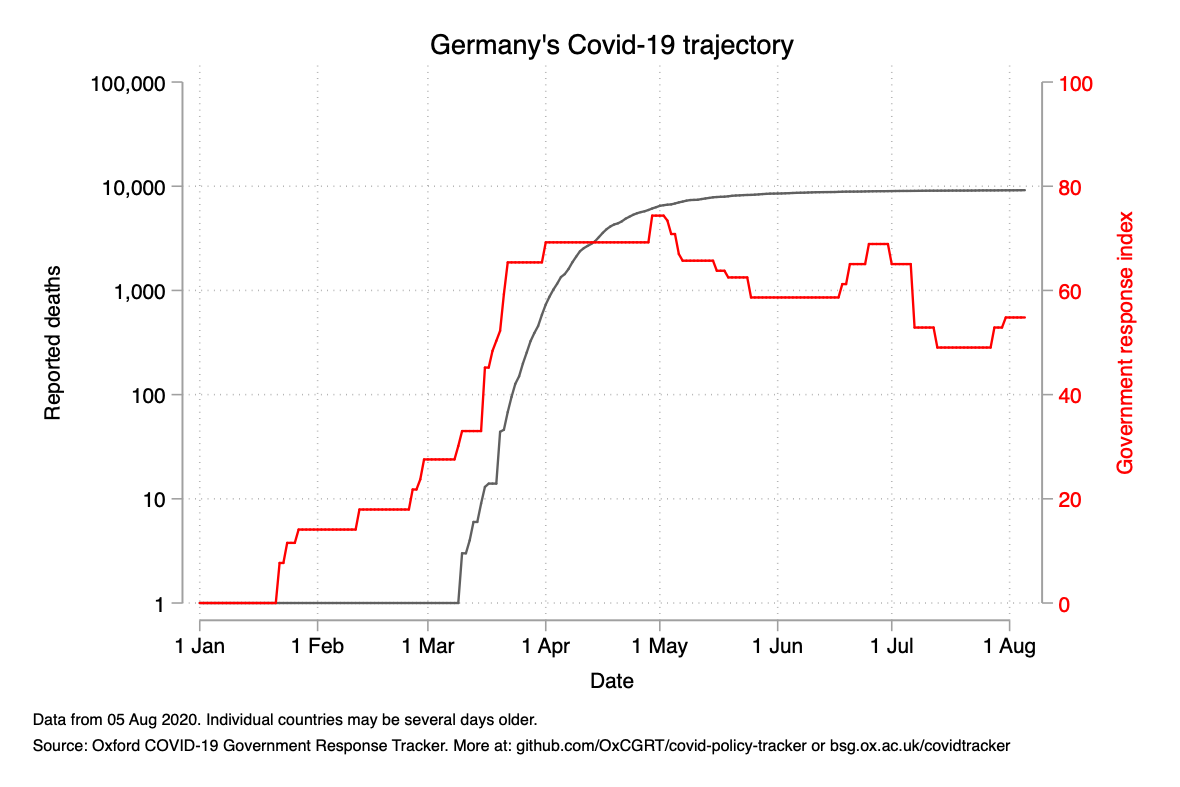 Germany's Covid-19 trajectory
100,000
10,000
1,000
100
10
1
Reported deaths
100
80
60
40
20
0
Government response index
1 Jan
1 Feb
1 Mar
1 Apr
1 May
1 Jun
1 Jul
1 Aug
Date
Data from 05 Aug 2020. Individual countries may be several days older.
Source: Oxford COVID-19 Government Response Tracker. More at: github.com/OxCGRT/covid-policy-tracker or bsg.ox.ac.uk/covidtracker